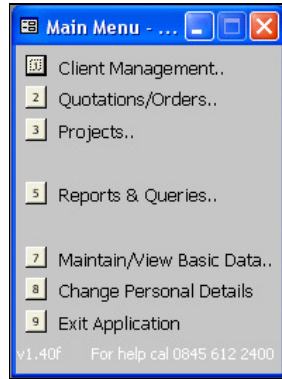 Main Menu - ...
1 Client Management..
2 Quotations/Orders..
3 Projects..
5 Reports & Queries..
7 Maintain/View Basic Data..
8 Change Personal Details
9 Exit Application
v1.40f For help cal 0845 612 2400